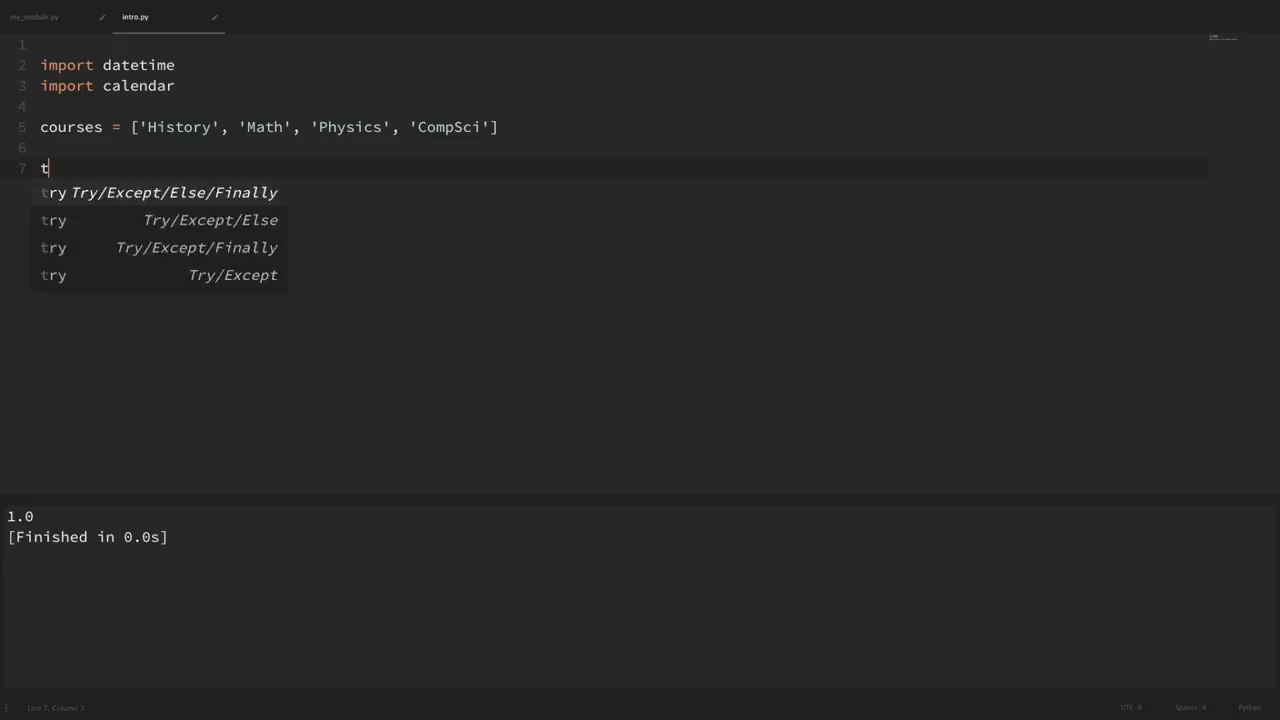 my_module.py
intro.py
1
2 import datetime
3 import calendar
4
5 courses = ['History', 'Math', 'Physics', 'CompSci']
6
7 t
try Try/Except/Else/Finally
try Try/Except/Else
try Try/Except/Finally
try Try/Except
1.0
[Finished in 0.0s]
Line 7, Column 2
UTF-8
Spaces: 4
Python